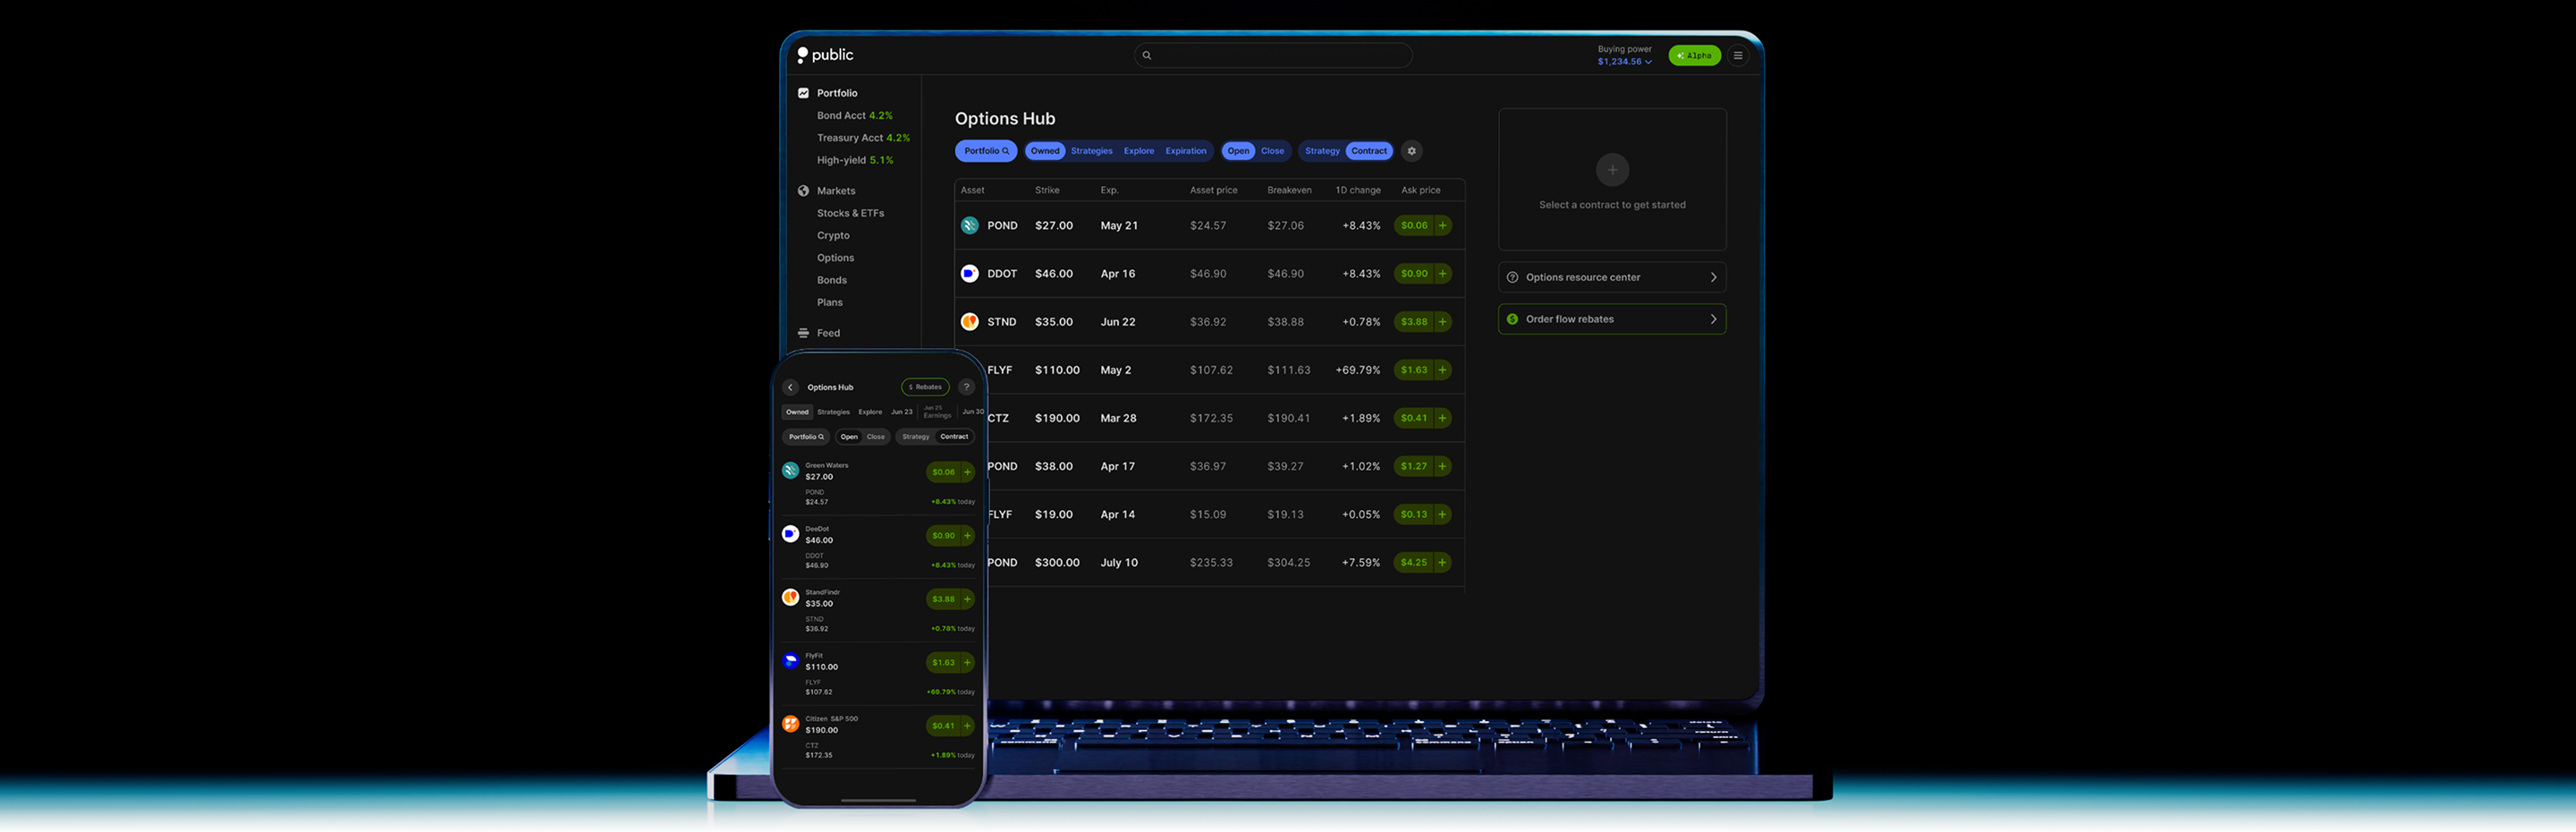 public
Buying power
$1,234.56
Alpha
Portfolio
Bond Acct 4.2%
Treasury Acct 4.2%
High-yield 5.1%
Markets
Stocks & ETFs
Crypto
Options
Bonds
Plans
Feed
Options Hub
Portfolio Owned Strategies Explore Expiration Open Close Strategy Contract
Asset Strike Exp. Asset price Breakeven 1D change Ask price
POND $27.00 May 21 $24.57 $27.06 +8.43% $0.06 +
DDOT $46.00 Apr 16 $46.90 $46.90 +8.43% $0.90 +
STND $35.00 Jun 22 $36.92 $38.88 +0.78% $3.88 +
FLYF $110.00 May 2 $107.62 $111.63 +69.79% $1.63 +
CTZ $190.00 Mar 28 $172.35 $190.41 +1.89% $0.41 +
POND $38.00 Apr 17 $36.97 $39.27 +1.02% $1.27 +
FLYF $19.00 Apr 14 $15.09 $19.13 +0.05% $0.13 +
POND $300.00 July 10 $235.33 $304.25 +7.59% $4.25 +
Select a contract to get started
Options resource center
Order flow rebates
Options Hub
$ Rebates ?
Owned Strategies Explore Jun 23 Jun 25 Earnings Jun 30
Portfolio Open Close Strategy Contract
Green Waters
$27.00
$0.06 +
POND
$24.57 +8.43% today
DeeDot
$46.00
$0.90 +
DDOT
$46.90 +8.43% today
StandFindr
$35.00
$3.88 +
STND
$36.92 +0.78% today
FlyFit
$110.00
$1.63 +
FLYF
$107.62 +69.79% today
Citizen S&P 500
$190.00
$0.41 +
CTZ
$172.35 +1.89% today